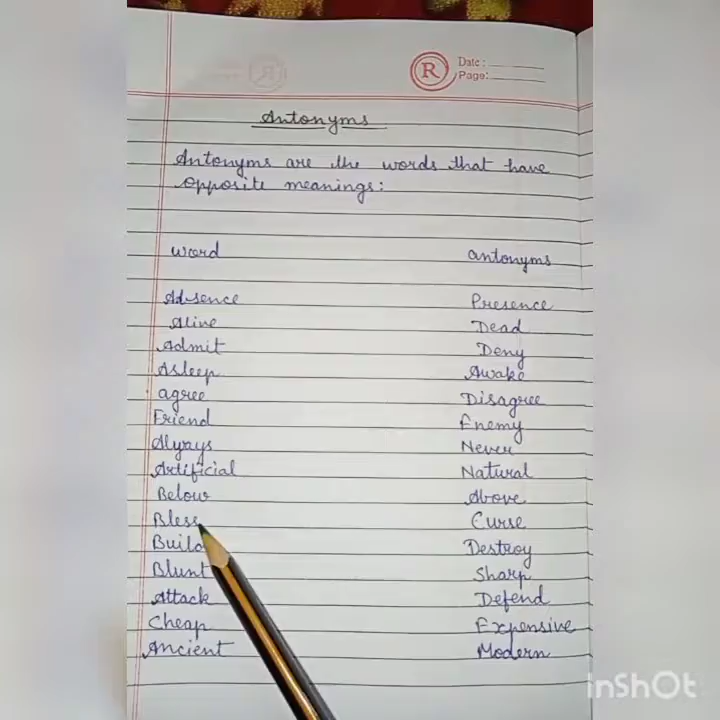 R Date:
Page:
Antonyms
Antonyms are the words that have
opposite meanings:
word antonyms
Absence Presence
Alive Dead
Admit Deny
Asleep Awake
agree Disagree
Friend Enemy
Always Never
Artificial Natural
Below Above
Bless Curse
Build Destroy
Blunt Sharp
Attack Defend
Cheap Expensive
Ancient Modern
InShOt